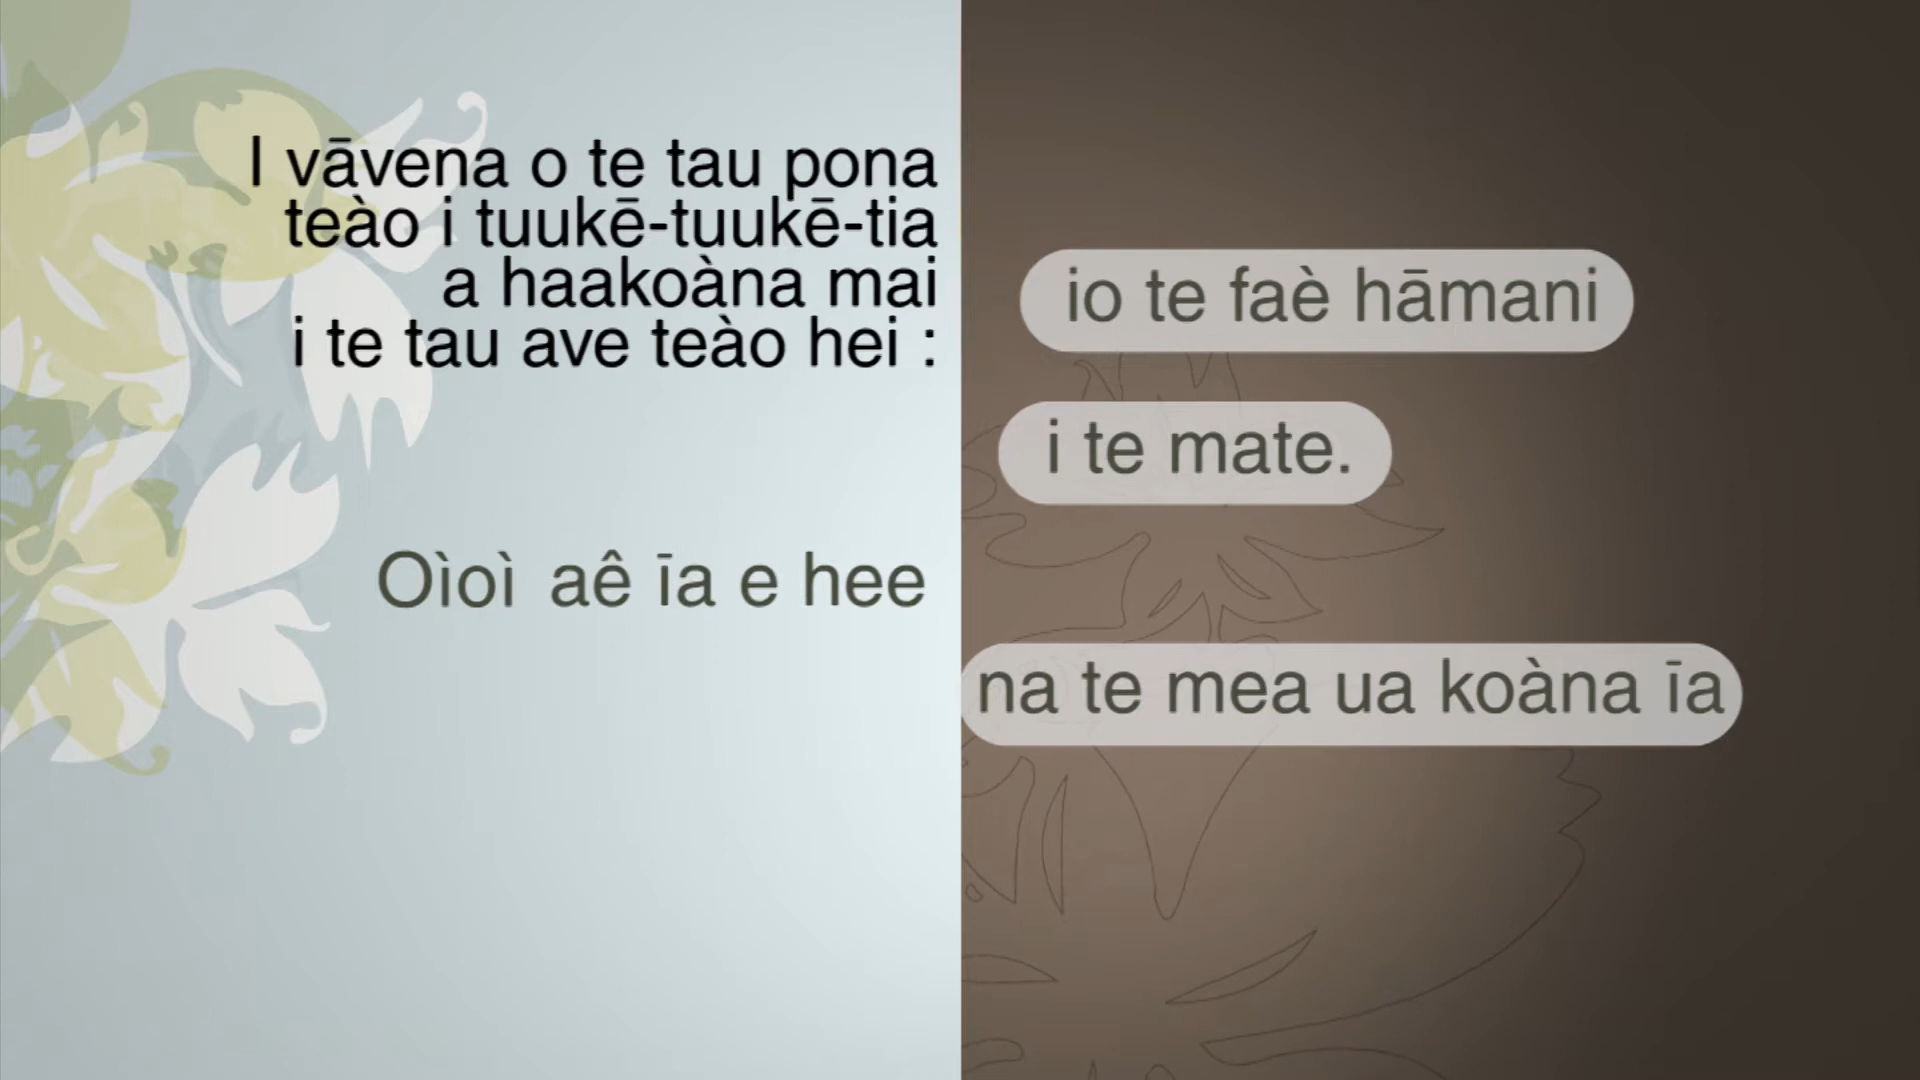 I vāvena o te tau pona
teào i tuukē-tuukē-tia
a haakoàna mai
i te tau ave teào hei :
Oìoì aê īa e hee
io te faè hāmani
i te mate.
na te mea ua koàna īa